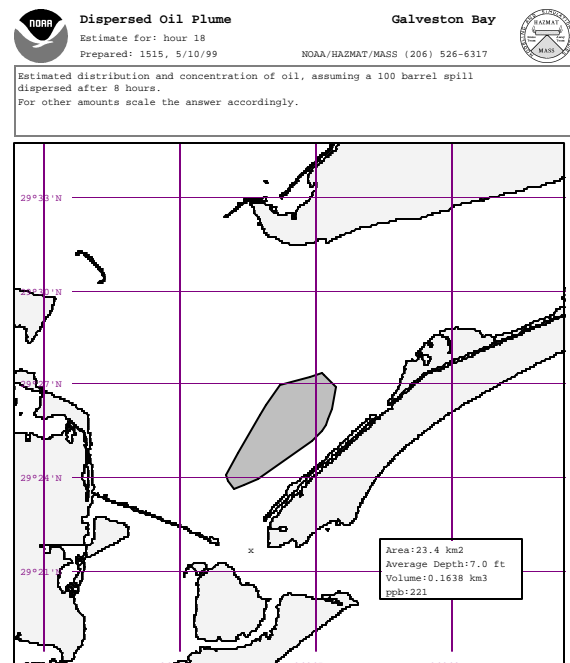 NOAA
Dispersed Oil Plume
Galveston Bay
Estimate for: hour 18
Prepared: 1515, 5/10/99
NOAA/HAZMAT/MASS (206) 526-6317
HAZMAT
MASS
Estimated distribution and concentration of oil, assuming a 100 barrel spill
dispersed after 8 hours.
For other amounts scale the answer accordingly.
29°33'N
29°30'N
29°27'N
29°24'N
x
29°21'N
Area:23.4 km2
Average Depth:7.0 ft
Volume:0.1638 km3
ppb:221